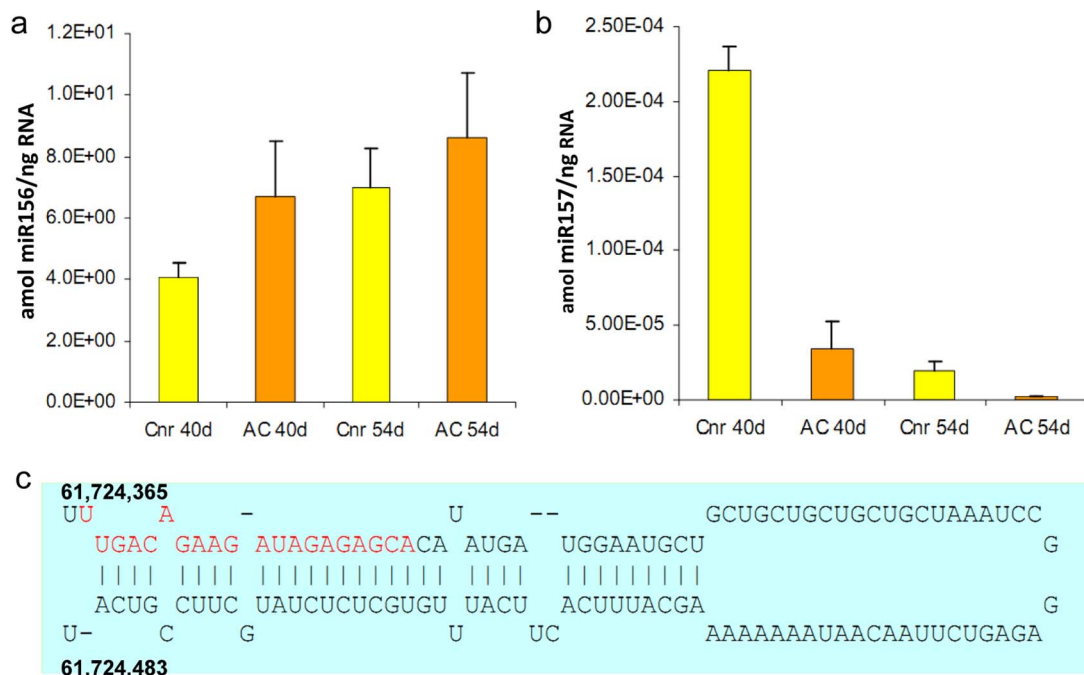 a
1.2E+01
1.0E+01
8.0E+00
6.0E+00
4.0E+00
2.0E+00
0.0E+00
amol miR156/ng RNA
Cnr 40d AC 40d Cnr 54d AC 54d
b
2.50E-04
2.00E-04
1.50E-04
1.00E-04
5.00E-05
0.00E+00
amol miR157/ng RNA
Cnr 40d AC 40d Cnr 54d AC 54d
c
61,724,365
UU A - U -- GCUGCUGCUGCUGCUAAAUCC
UGAC GAAG AUAGAGAGCACA AUGA UGGAAUGCU G
|||| |||| |||||||||||| |||| |||||||||
ACUG CUUC UAUCUCUCGUGU UACU ACUUUACGA G
U- C G U UC AAAAAAAUAACAAUUCUGAGA
61,724,483